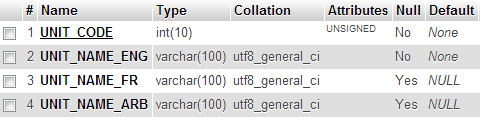 # Name Type Collation Attributes Null Default
1 UNIT_CODE int(10) UNSIGNED No None
2 UNIT_NAME_ENG varchar(100) utf8_general_ci No None
3 UNIT_NAME_FR varchar(100) utf8_general_ci Yes NULL
4 UNIT_NAME_ARB varchar(100) utf8_general_ci Yes NULL